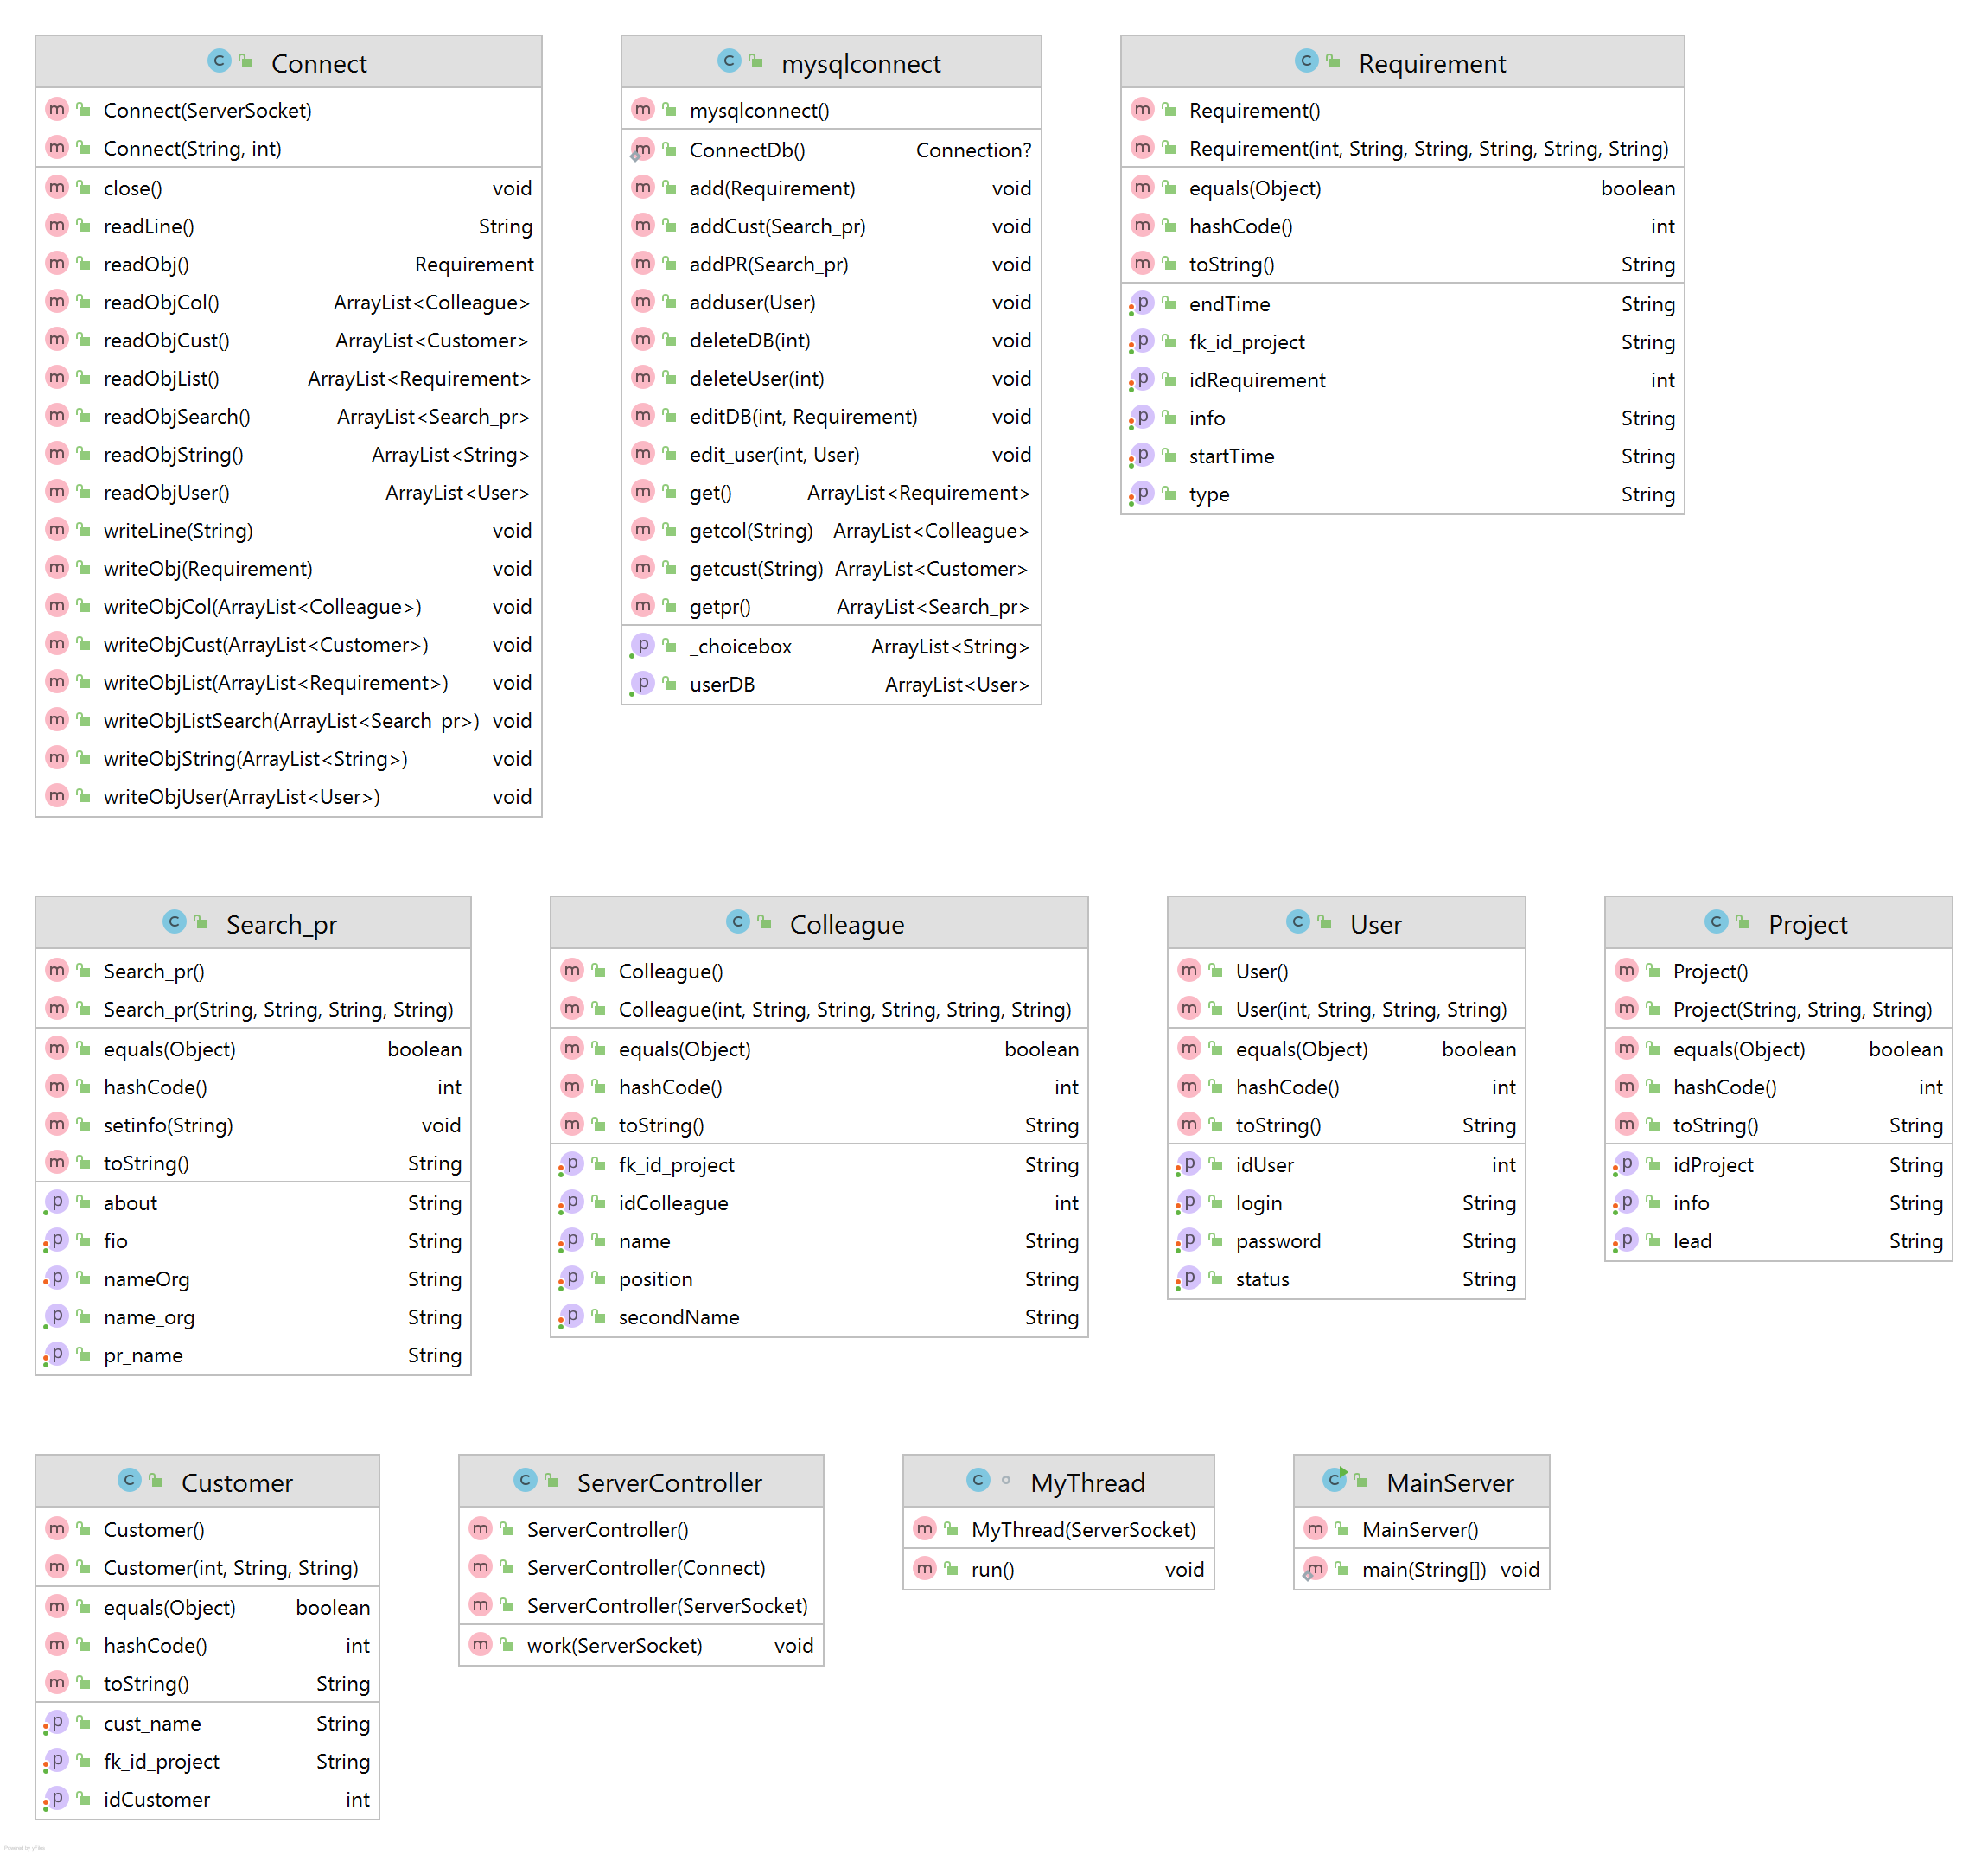 Connect
Connect(ServerSocket)
Connect(String, int)
close() void
readLine() String
readObj() Requirement
readObjCol() ArrayList<Colleague>
readObjCust() ArrayList<Customer>
readObjList() ArrayList<Requirement>
readObjSearch() ArrayList<Search_pr>
readObjString() ArrayList<String>
readObjUser() ArrayList<User>
writeLine(String) void
writeObj(Requirement) void
writeObjCol(ArrayList<Colleague>) void
writeObjCust(ArrayList<Customer>) void
writeObjList(ArrayList<Requirement>) void
writeObjListSearch(ArrayList<Search_pr>) void
writeObjString(ArrayList<String>) void
writeObjUser(ArrayList<User>) void
mysqlconnect
mysqlconnect()
ConnectDb() Connection?
add(Requirement) void
addCust(Search_pr) void
addPR(Search_pr) void
adduser(User) void
deleteDB(int) void
deleteUser(int) void
editDB(int, Requirement) void
edit_user(int, User) void
get() ArrayList<Requirement>
getcol(String) ArrayList<Colleague>
getcust(String) ArrayList<Customer>
getpr() ArrayList<Search_pr>
_choicebox ArrayList<String>
userDB ArrayList<User>
Requirement
Requirement()
Requirement(int, String, String, String, String, String)
equals(Object) boolean
hashCode() int
toString() String
endTime String
fk_id_project String
idRequirement int
info String
startTime String
type String
Search_pr
Search_pr()
Search_pr(String, String, String, String)
equals(Object) boolean
hashCode() int
setinfo(String) void
toString() String
about String
fio String
nameOrg String
name_org String
pr_name String
Colleague
Colleague()
Colleague(int, String, String, String, String, String)
equals(Object) boolean
hashCode() int
toString() String
fk_id_project String
idColleague int
name String
position String
secondName String
User
User()
User(int, String, String, String)
equals(Object) boolean
hashCode() int
toString() String
idUser int
login String
password String
status String
Project
Project()
Project(String, String, String)
equals(Object) boolean
hashCode() int
toString() String
idProject String
info String
lead String
Customer
Customer()
Customer(int, String, String)
equals(Object) boolean
hashCode() int
toString() String
cust_name String
fk_id_project String
idCustomer int
ServerController
ServerController()
ServerController(Connect)
ServerController(ServerSocket)
work(ServerSocket) void
MyThread
MyThread(ServerSocket)
run() void
MainServer
MainServer()
main(String[]) void
Powered by yFiles